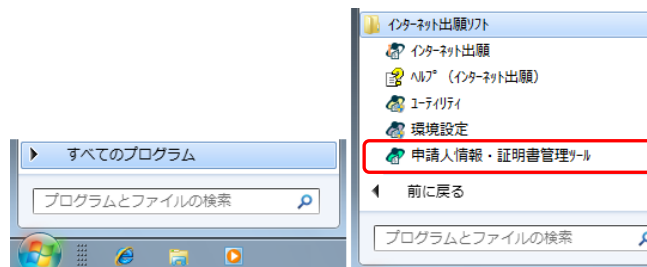 すべてのプログラム
プログラムとファイルの検索
インターネット出願ソフト
インターネット出願
ヘルプ (インターネット出願)
ユーティリティ
環境設定
申請人情報・証明書管理ツール
前に戻る
プログラムとファイルの検索